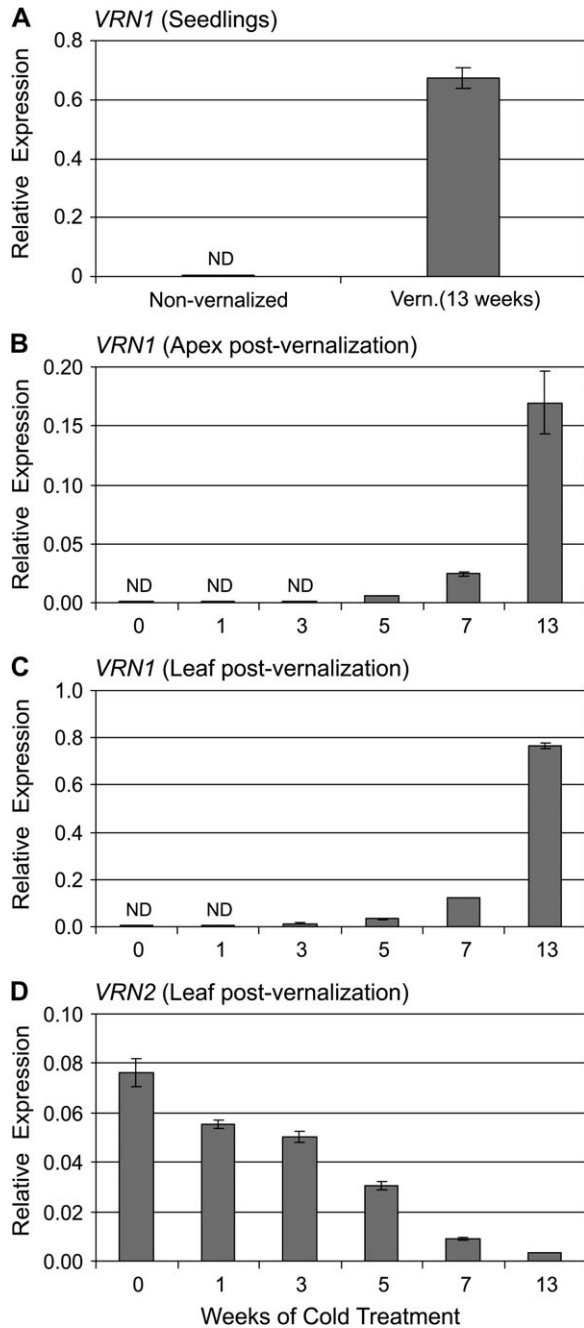 A VRN1 (Seedlings)
Relative Expression
0.8
0.6
0.4
0.2
0
ND
Non-vernalized Vern.(13 weeks)
B VRN1 (Apex post-vernalization)
Relative Expression
0.20
0.15
0.10
0.05
0.00
ND ND ND
0 1 3 5 7 13
C VRN1 (Leaf post-vernalization)
Relative Expression
1.0
0.8
0.6
0.4
0.2
0.0
ND ND
0 1 3 5 7 13
D VRN2 (Leaf post-vernalization)
Relative Expression
0.10
0.08
0.06
0.04
0.02
0.00
0 1 3 5 7 13
Weeks of Cold Treatment